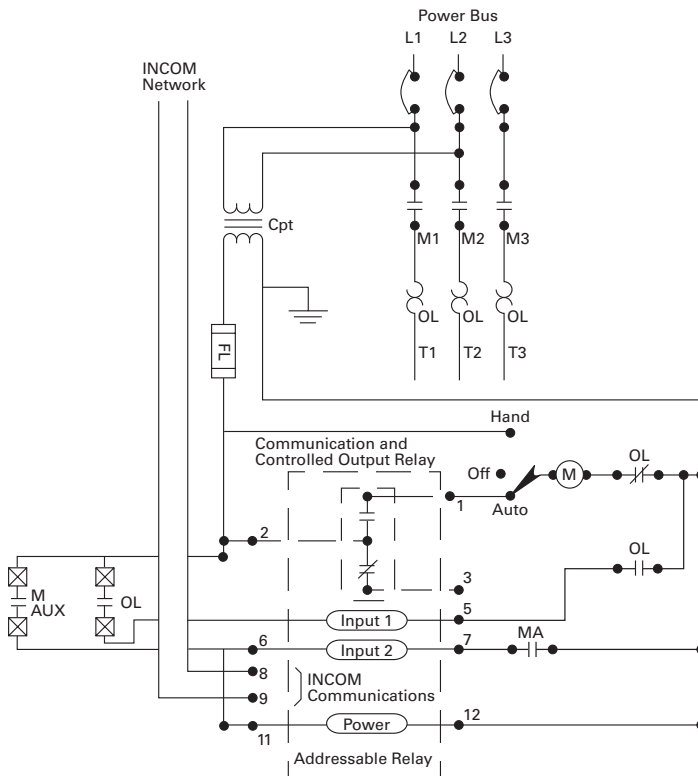 Power Bus
L1 L2 L3
INCOM
Network
Cpt
M1 M2 M3
OL OL OL
FL
T1 T2 T3
Hand
Communication and
Controlled Output Relay
OL
Off
M
Auto
1
2
OL
M
AUX
OL
3
5
Input 1
6
Input 2
7
MA
8
INCOM
Communications
9
11
Power
12
Addressable Relay